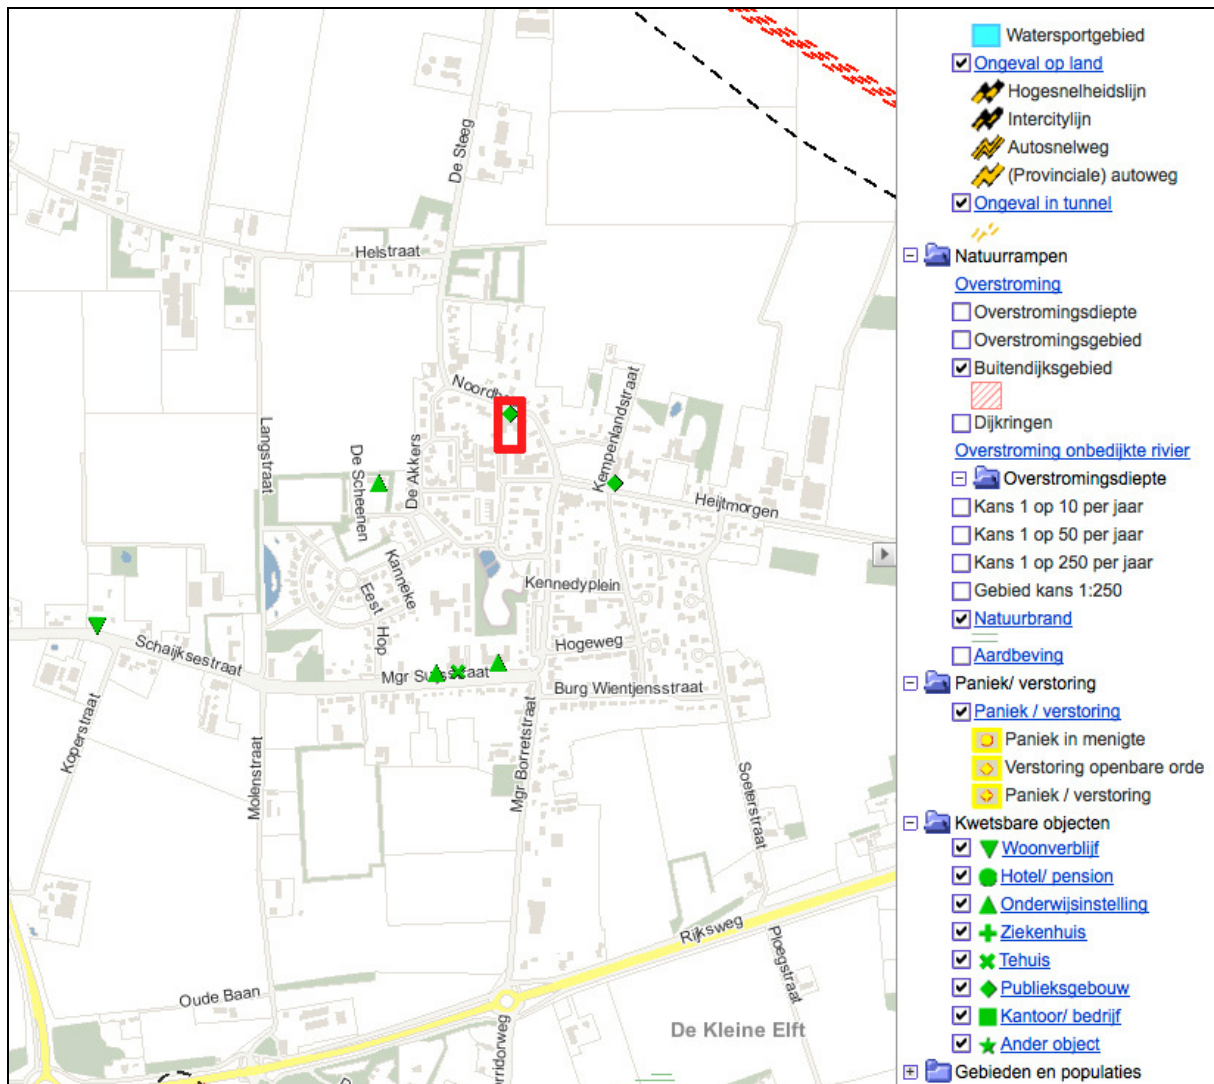 De Steeg
Helstraat
Noordh
Kempenlandstraat
Langstraat
De Scheenen
De Akkers
Heijtmorgen
Kanneke
Eest
Hop
Kennedyplein
Hogeweg
Schaijksestraat
Mgr Su straat
Burg Wientjensstraat
Koperstraat
Molenstraat
Mgr Borretstraat
Soeterstraat
Rijksweg
Ploegstraat
Oude Baan
De Kleine Elft
rridorweg
Watersportgebied
Ongeval op land
Hogesnelheidslijn
Intercitylijn
Autosnelweg
(Provinciale) autoweg
Ongeval in tunnel
Natuurrampen
Overstroming
Overstromingsdiepte
Overstromingsgebied
Buitendijksgebied
Dijkringen
Overstroming onbedijkte rivier
Overstromingsdiepte
Kans 1 op 10 per jaar
Kans 1 op 50 per jaar
Kans 1 op 250 per jaar
Gebied kans 1:250
Natuurbrand
Aardbeving
Paniek/ verstoring
Paniek / verstoring
Paniek in menigte
Verstoring openbare orde
Paniek / verstoring
Kwetsbare objecten
Woonverblijf
Hotel/ pension
Onderwijsinstelling
Ziekenhuis
Tehuis
Publieksgebouw
Kantoor/ bedrijf
Ander object
Gebieden en populaties